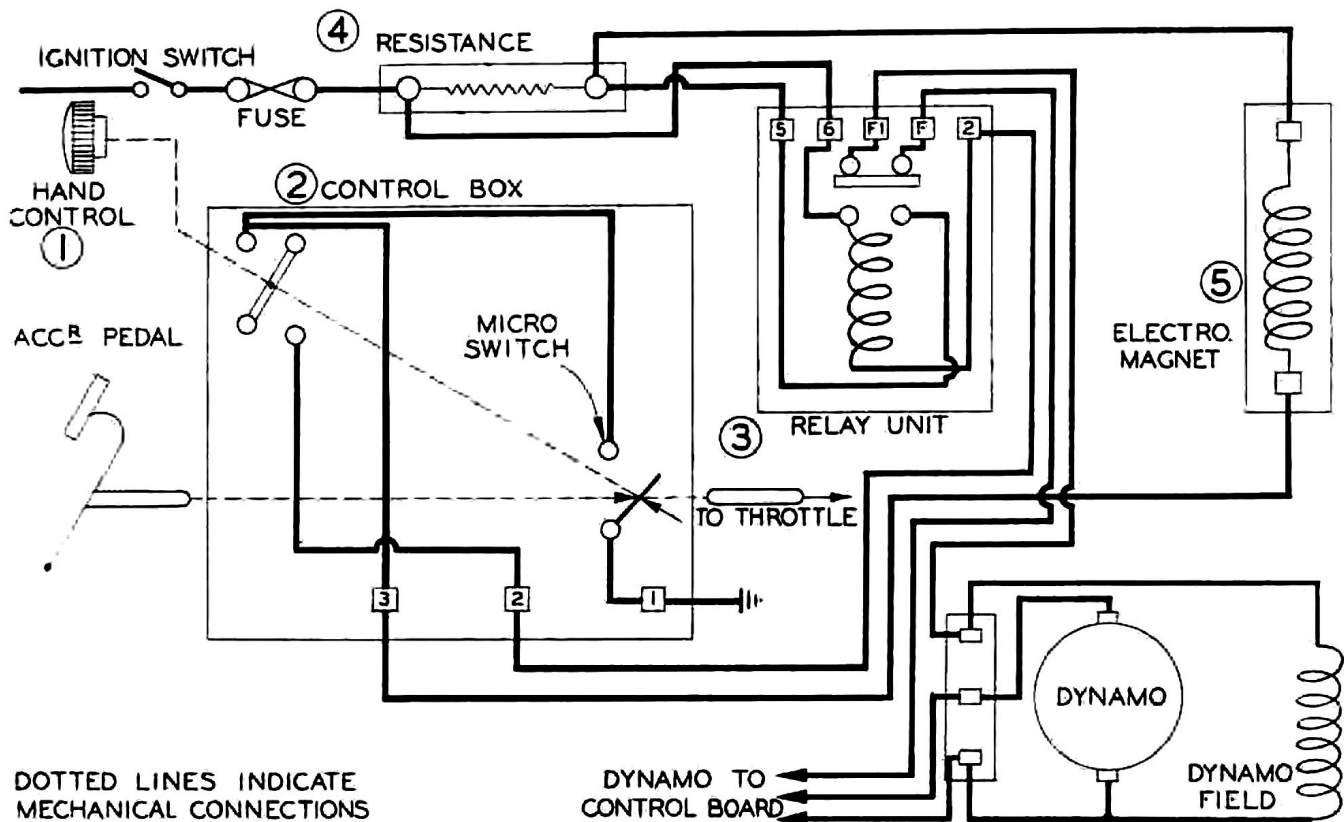 ④ RESISTANCE
IGNITION SWITCH
FUSE
5 6 F1 F 2
HAND
CONTROL
①
② CONTROL BOX
⑤
ELECTRO.
MAGNET
MICRO
SWITCH
ACCᴿ PEDAL
③
RELAY UNIT
TO THROTTLE
3 2 1
DYNAMO
DYNAMO
FIELD
DOTTED LINES INDICATE
MECHANICAL CONNECTIONS
DYNAMO TO
CONTROL BOARD